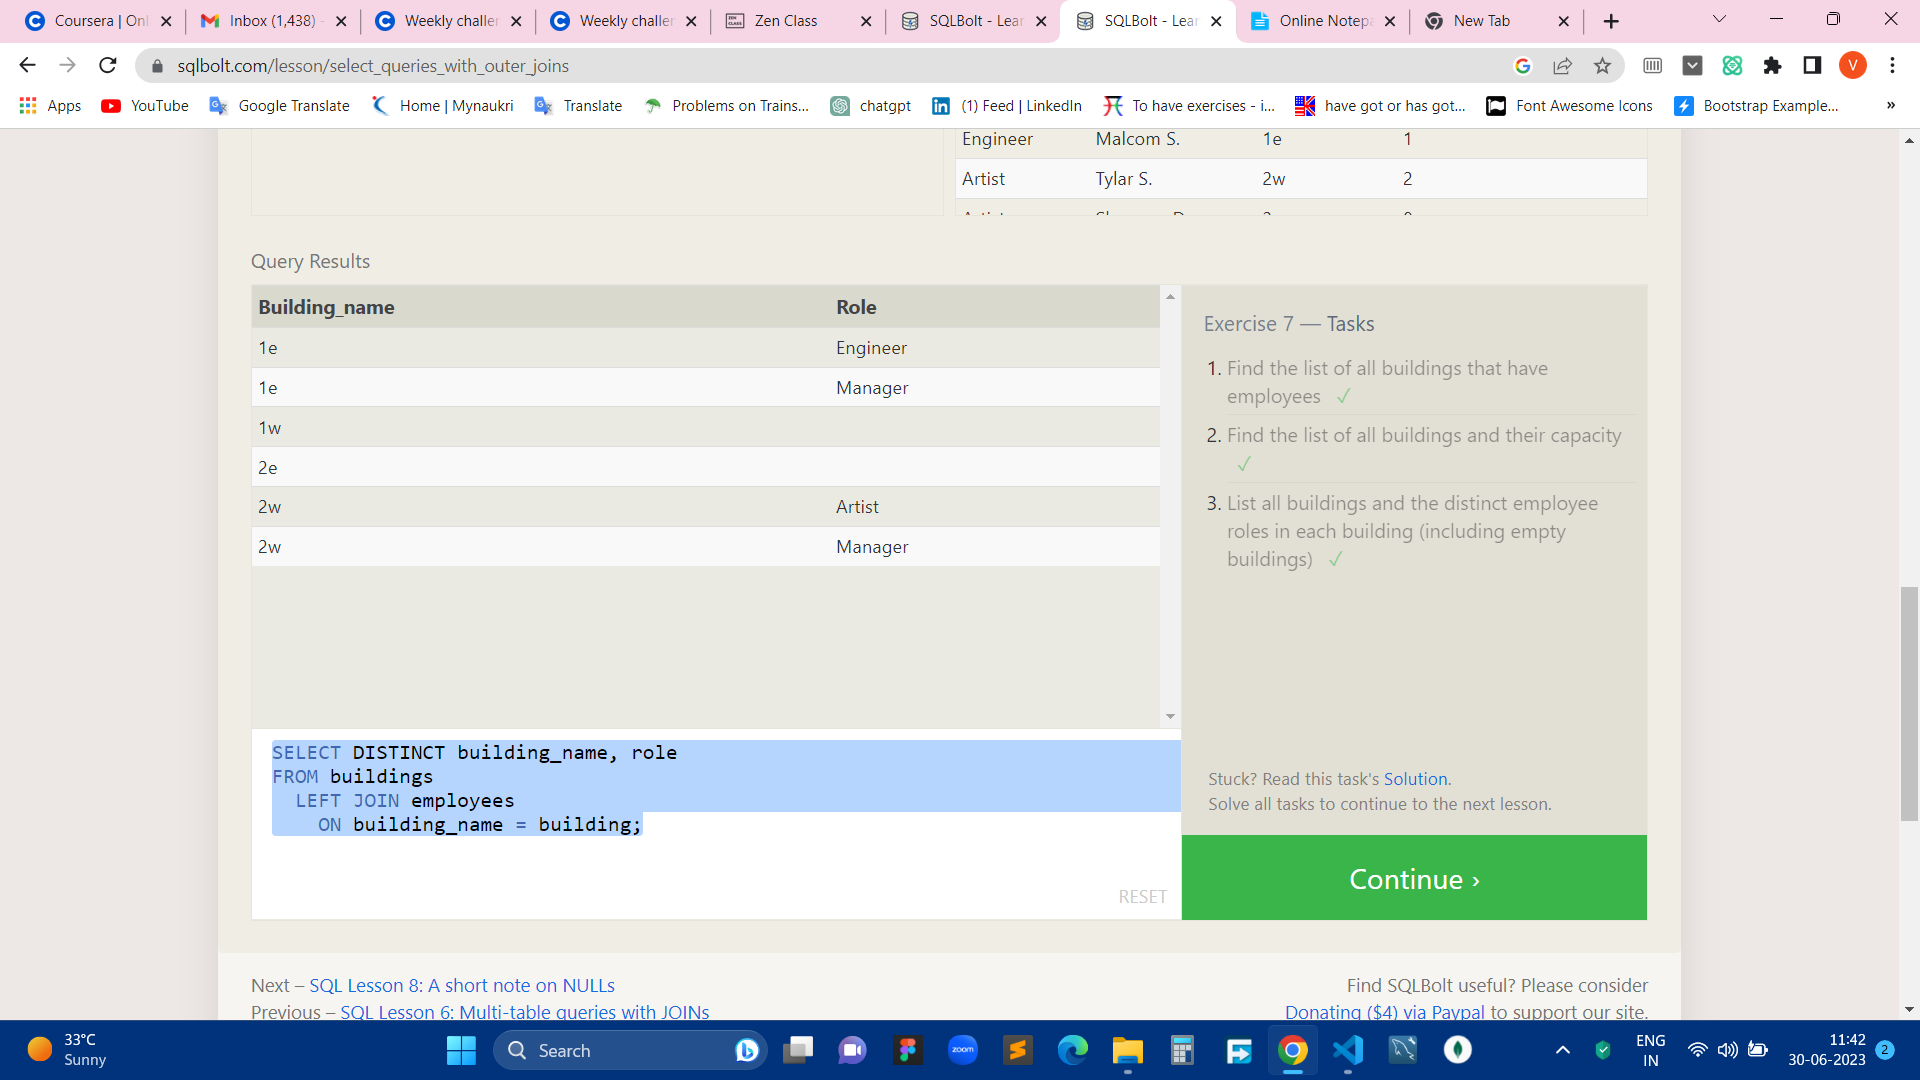 Coursera | Onl
Inbox (1,438) -
Weekly challen
Weekly challen
Zen Class
SQLBolt - Lear
SQLBolt - Lear
Online Notepa
New Tab
sqlbolt.com/lesson/select_queries_with_outer_joins
V
Apps
YouTube
Google Translate
Home | Mynaukri
Translate
Problems on Trains...
chatgpt
(1) Feed | LinkedIn
To have exercises - i...
have got or has got...
Font Awesome Icons
Bootstrap Example...
»
Engineer Malcom S. 1e 1
Artist Tylar S. 2w 2
Query Results
Building_name Role
1e Engineer
1e Manager
1w
2e
2w Artist
2w Manager
Exercise 7 — Tasks
1. Find the list of all buildings that have
employees ✓
2. Find the list of all buildings and their capacity
✓
3. List all buildings and the distinct employee
roles in each building (including empty
buildings) ✓
SELECT DISTINCT building_name, role
FROM buildings
LEFT JOIN employees
ON building_name = building;
RESET
Stuck? Read this task's Solution.
Solve all tasks to continue to the next lesson.
Continue ›
Next – SQL Lesson 8: A short note on NULLs
Previous – SQL Lesson 6: Multi-table queries with JOINs
Find SQLBolt useful? Please consider
Donating ($4) via Paypal to support our site.
33°C
Sunny
Search
zoom
ENG
IN
11:42
30-06-2023
2